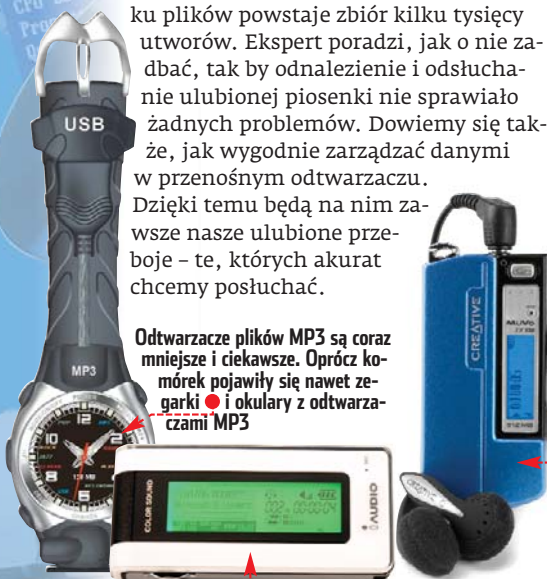 ku plików powstaje zbiór kilku tysięcy
utworów. Ekspert poradzi, jak o nie za-
dbać, tak by odnalezienie i odsłucha-
nie ulubionej piosenki nie sprawiało
żadnych problemów. Dowiemy się tak-
że, jak wygodnie zarządzać danymi
w przenośnym odtwarzaczu.
Dzięki temu będą na nim za-
wsze nasze ulubione prze-
boje – te, których akurat
chcemy posłuchać.
Odtwarzacze plików MP3 są coraz
mniejsze i ciekawsze. Oprócz ko-
mórek pojawiły się nawet ze-
garki i okulary z odtwarza-
czami MP3
USB
MP3
CREATIVE
MUVO
COLOR SOUND
AUDIO